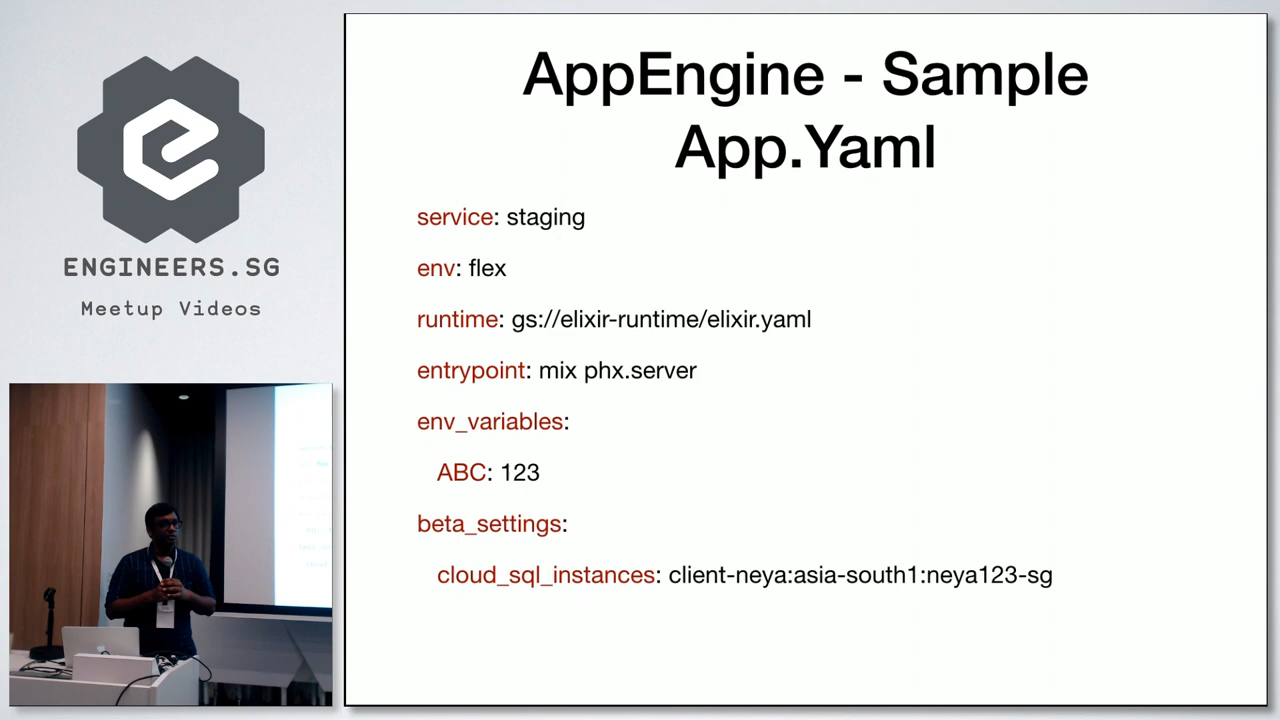 ENGINEERS.SG
Meetup Videos
AppEngine - Sample
App.Yaml
service: staging
env: flex
runtime: gs://elixir-runtime/elixir.yaml
entrypoint: mix phx.server
env_variables:
ABC: 123
beta_settings:
cloud_sql_instances: client-neya:asia-south1:neya123-sg